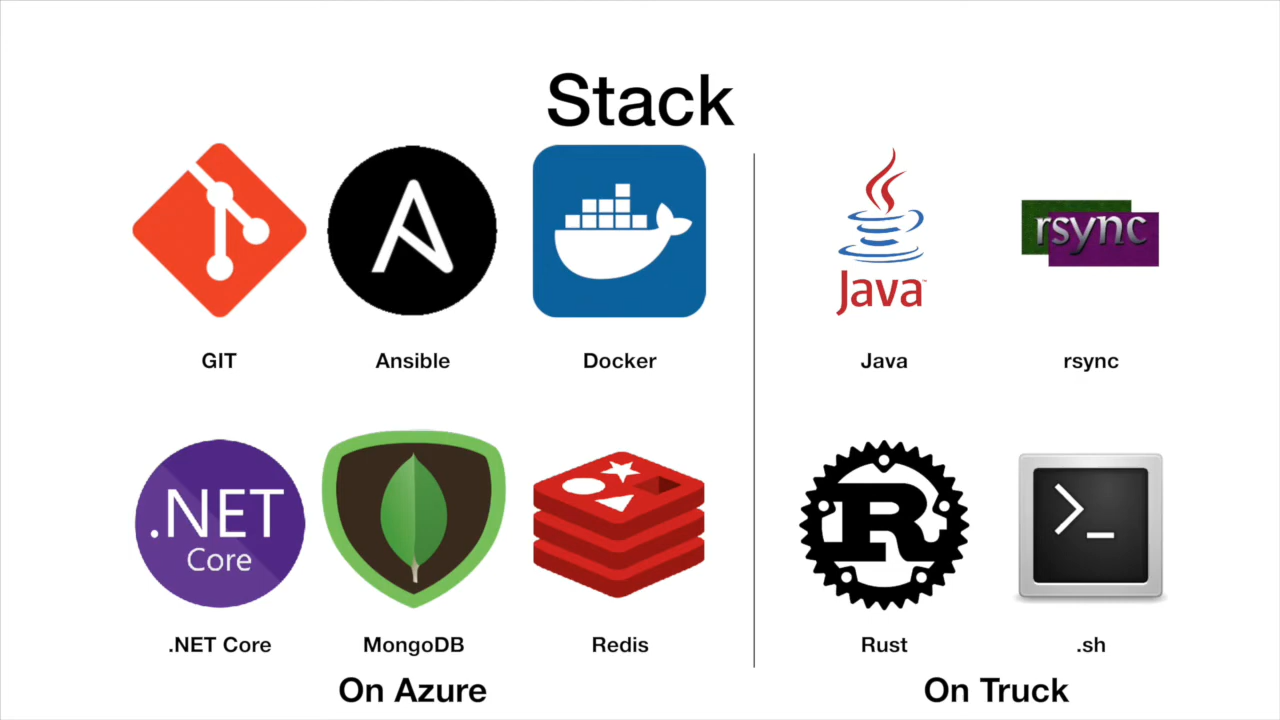 Stack
Java™
rsync
GIT
Ansible
Docker
Java
rsync
.NET
Core
R
>_
.NET Core
MongoDB
Redis
Rust
.sh
On Azure
On Truck